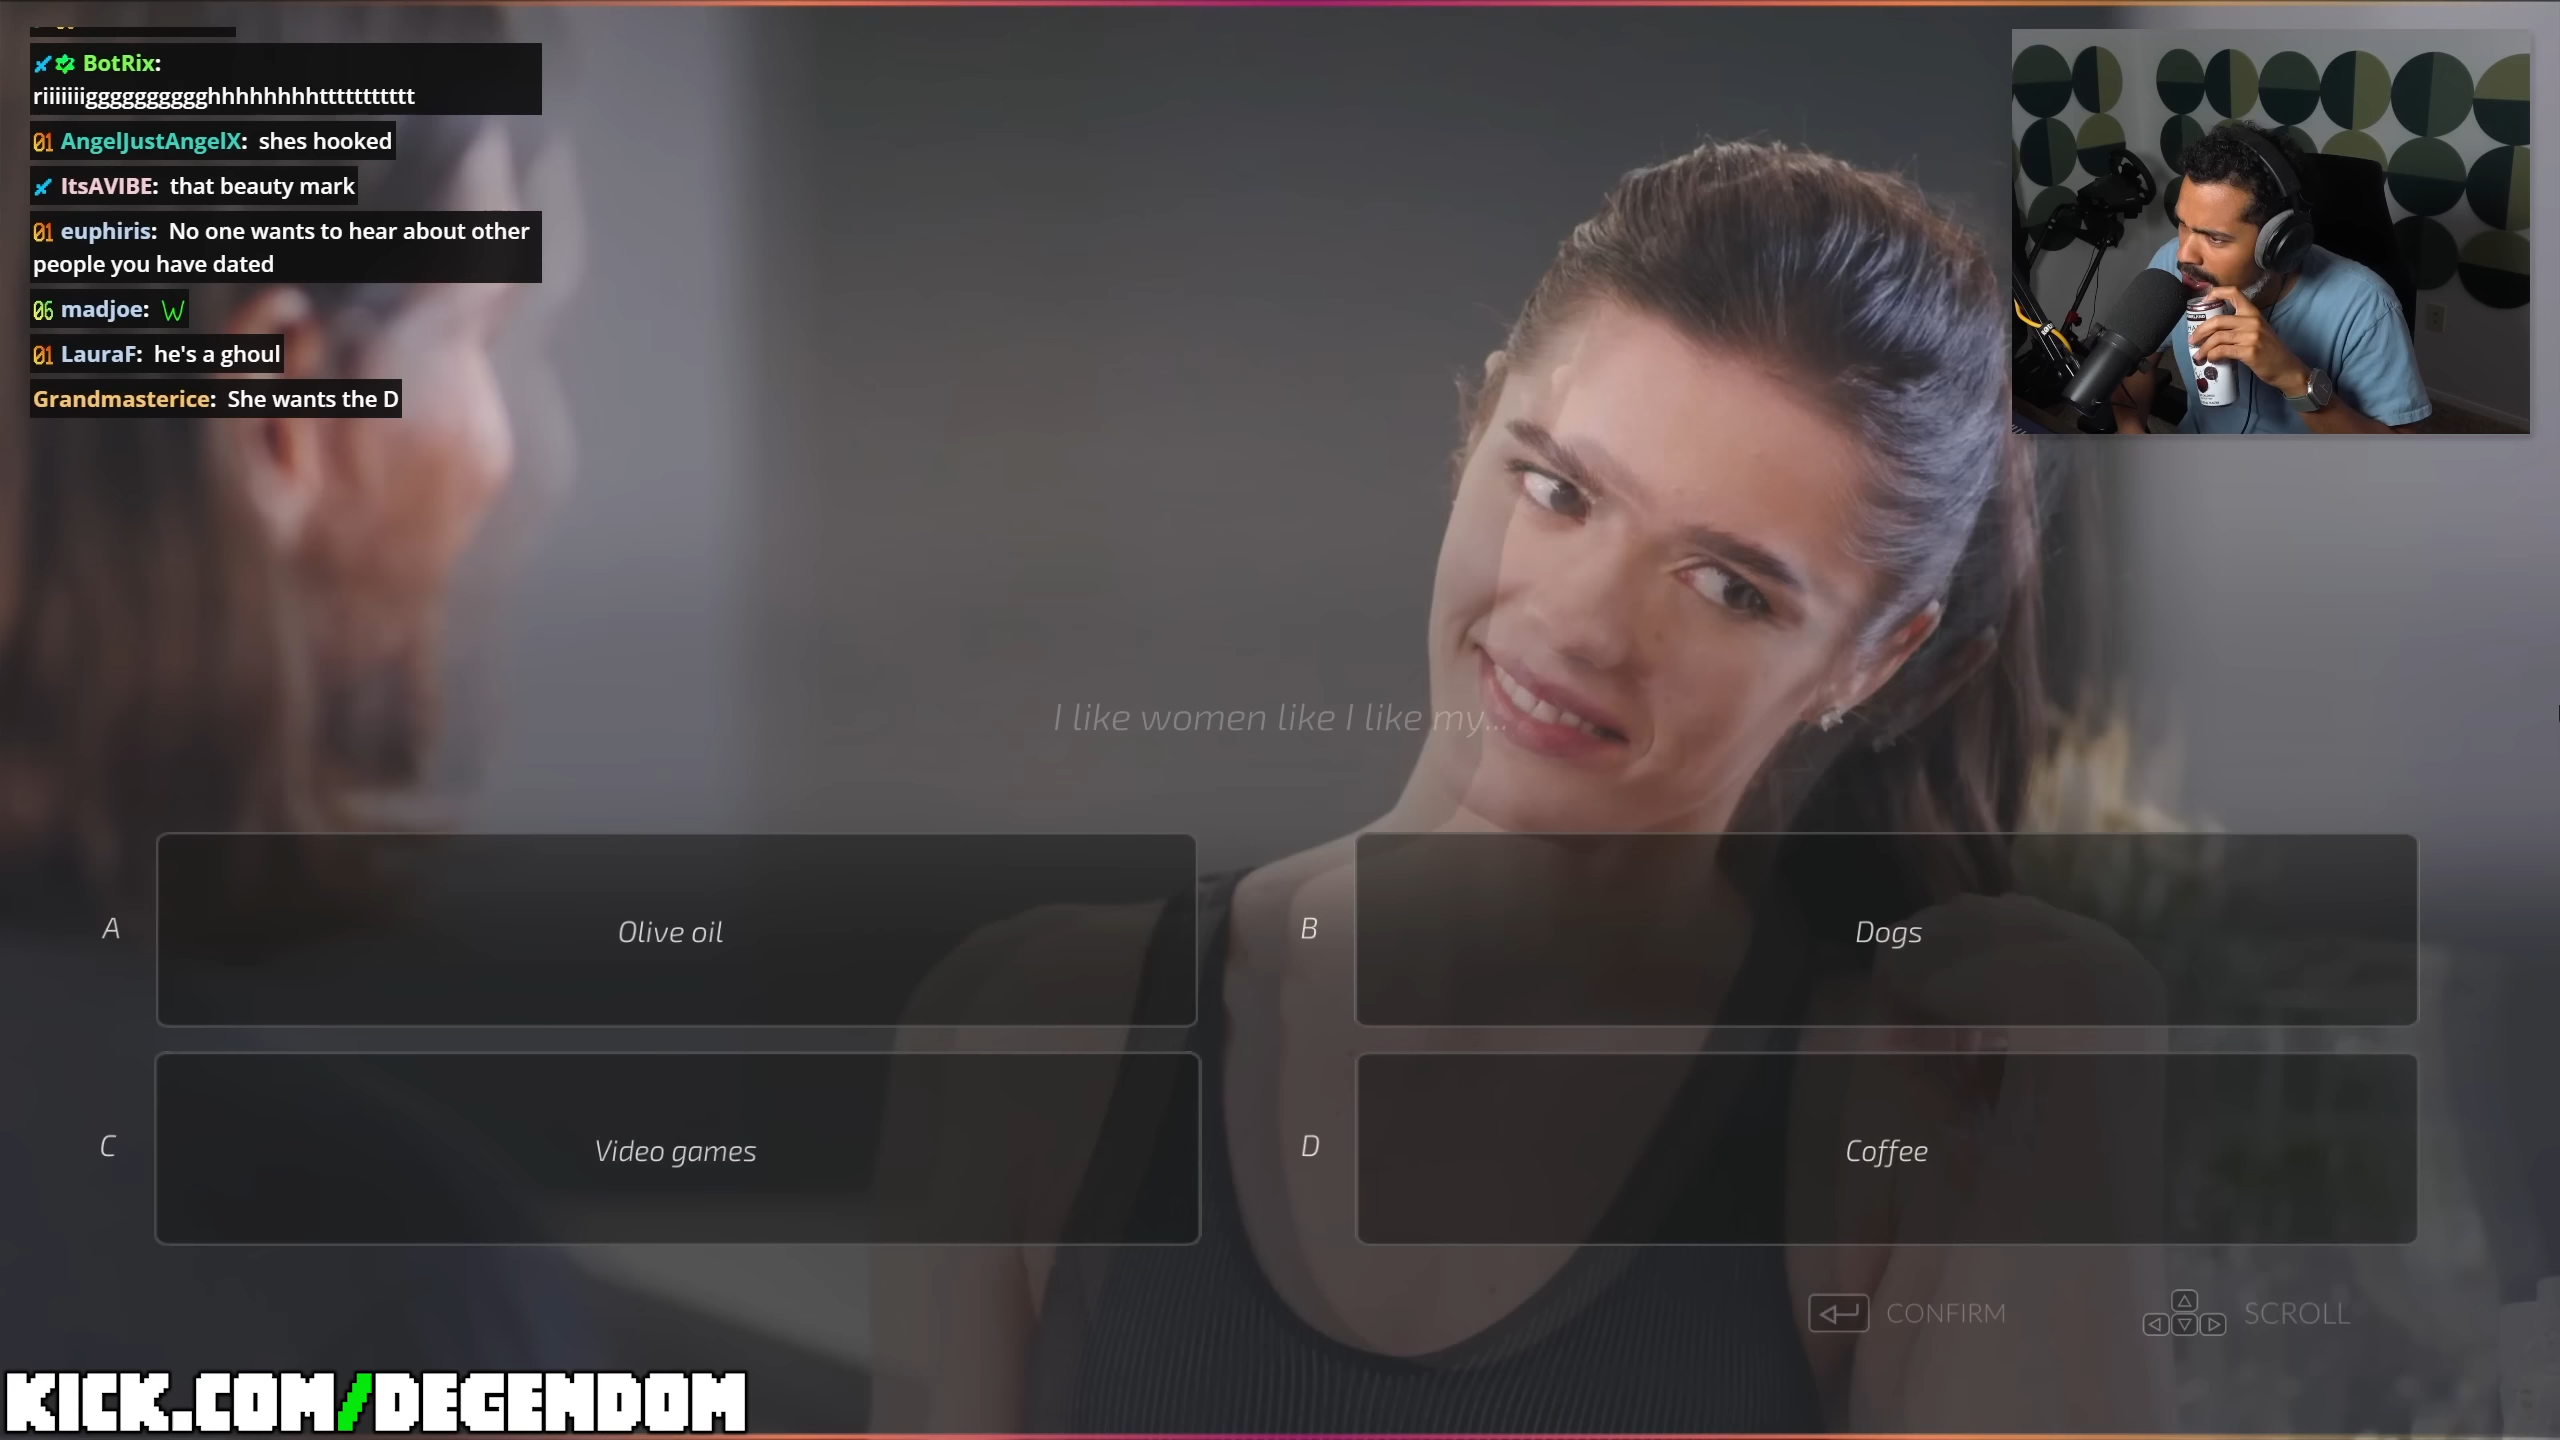 BotRix:
riiiiiiigggggggggghhhhhhhhttttttttttt
01 AngelJustAngelX: shes hooked
ItsAVIBE: that beauty mark
01 euphiris: No one wants to hear about other
people you have dated
06 madjoe: W
01 LauraF: he's a ghoul
Grandmasterice: She wants the D
I like women like I like my...
A Olive oil
B Dogs
C Video games
D Coffee
CONFIRM
SCROLL
KICK.COM/DEGENDOM